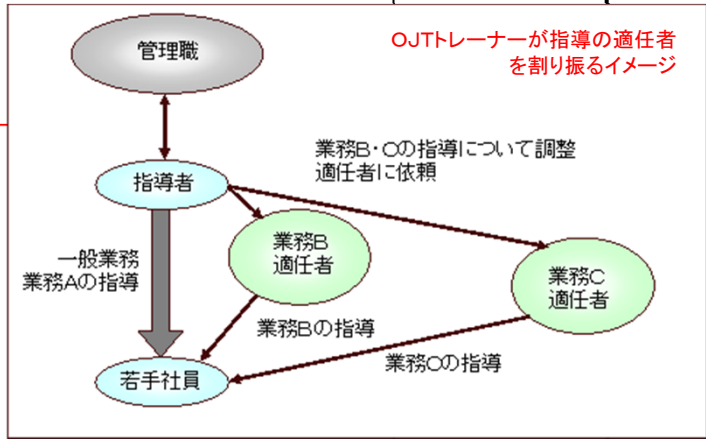 OJTトレーナーが指導の適任者
を割り振るイメージ
管理職
業務B・Cの指導について調整
適任者に依頼
指導者
業務B
適任者
一般業務
業務Aの指導
業務C
適任者
業務Bの指導
業務Cの指導
若手社員